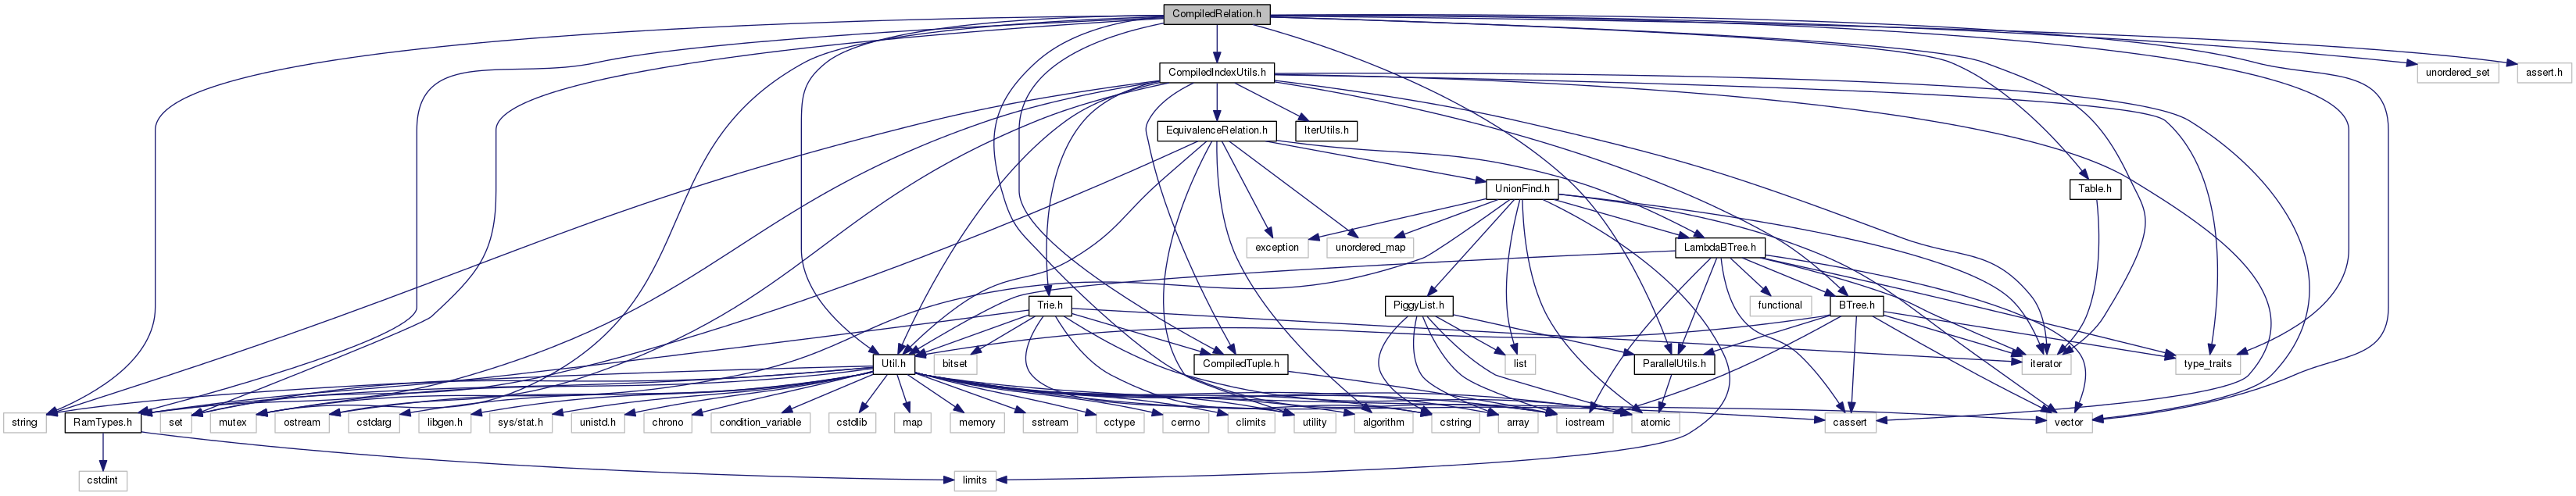 CompiledRelation.h
CompiledIndexUtils.h
unordered_set
assert.h
EquivalenceRelation.h
IterUtils.h
UnionFind.h
Table.h
exception
unordered_map
LambdaBTree.h
Trie.h
PiggyList.h
functional
BTree.h
Util.h
bitset
CompiledTuple.h
list
ParallelUtils.h
iterator
type_traits
string
RamTypes.h
set
mutex
ostream
cstdarg
libgen.h
sys/stat.h
unistd.h
chrono
condition_variable
cstdlib
map
memory
sstream
cctype
cerrno
climits
utility
algorithm
cstring
array
iostream
atomic
cassert
vector
cstdint
limits